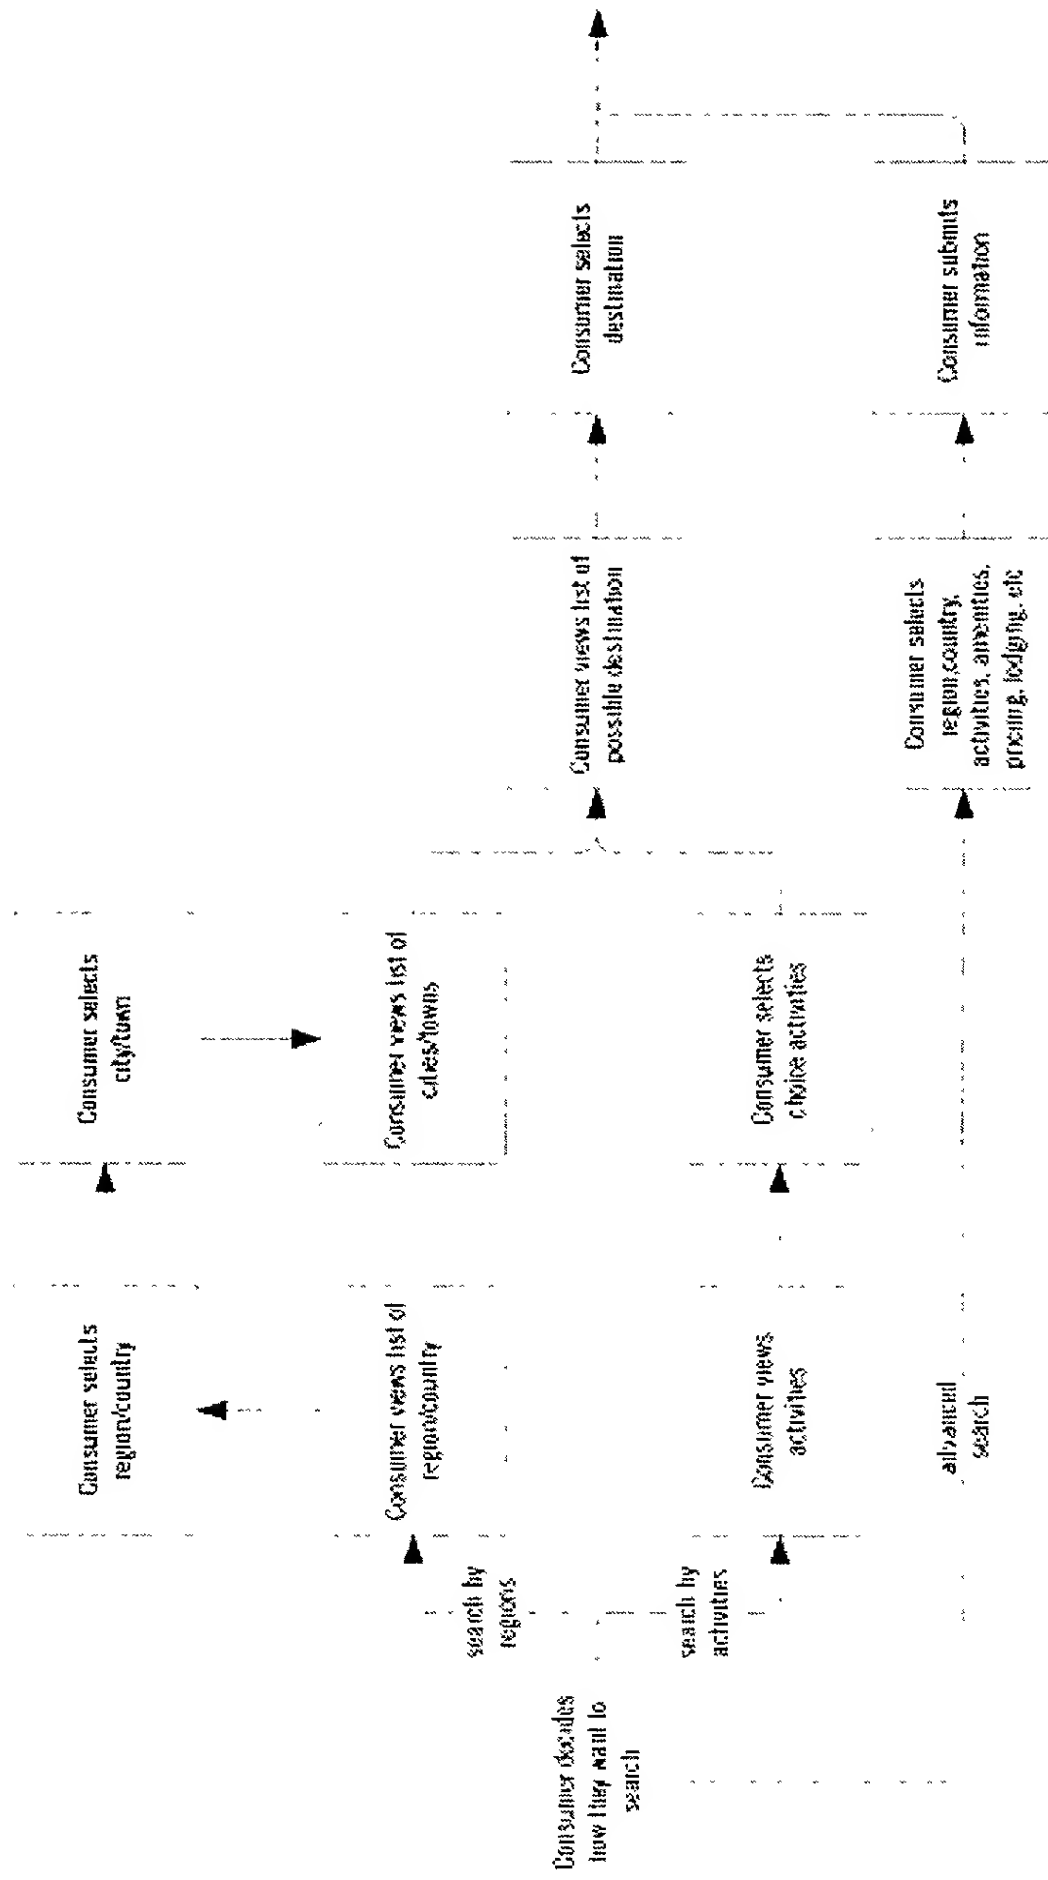 Consumer decides
how they want to
search
search by
regions
search by
activities
advanced
search
Consumer views list of
region/country
Consumer selects
region/country
Consumer selects
city/town
Consumer views list of
cities/towns
Consumer views
activities
Consumer selects
choice activities
Consumer views list of
possible destination
Consumer selects
destination
Consumer selects
region,country,
activities, amenities,
pricing, lodging, etc
Consumer submits
information